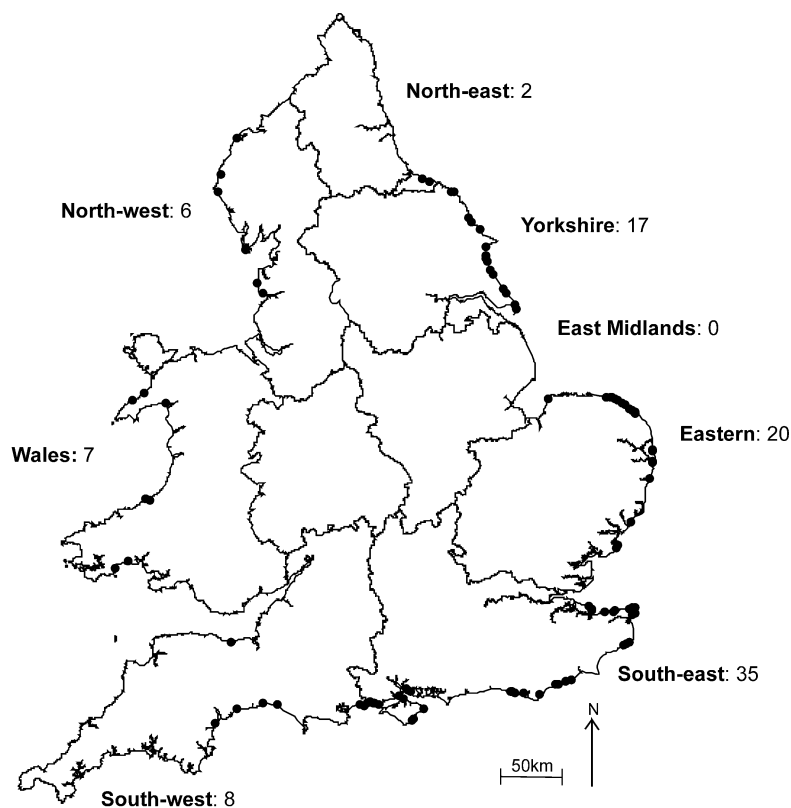 North-east: 2
North-west: 6
Yorkshire: 17
East Midlands: 0
Eastern: 20
Wales: 7
South-east: 35
N
50km
South-west: 8